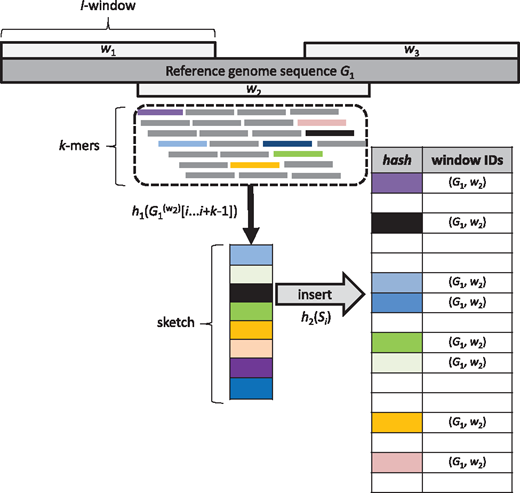 l-window
w1
w3
Reference genome sequence G1
w2
k-mers
h1(G1(w2)[i...i+k-1])
sketch
insert
h2(Si)
hash window IDs
(G1, w2)
(G1, w2)
(G1, w2)
(G1, w2)
(G1, w2)
(G1, w2)
(G1, w2)
(G1, w2)